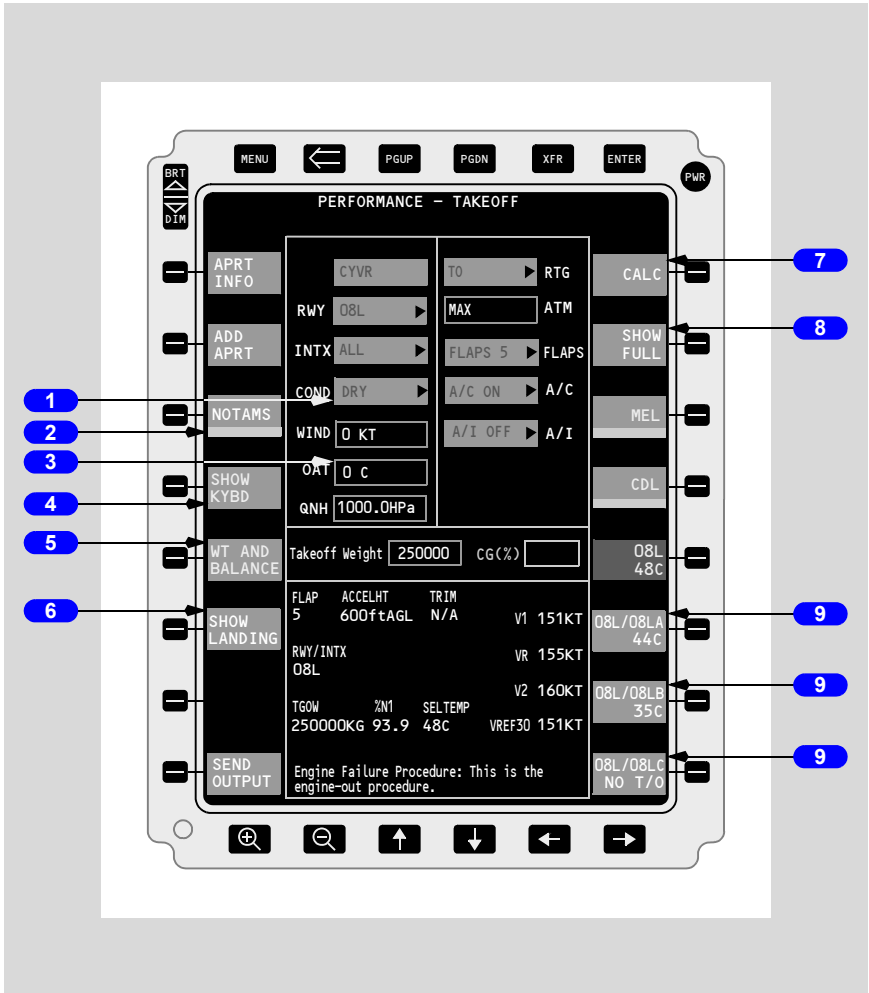 MENU
PGUP
PGDN
XFR
ENTER
PWR
BRT
DIM
PERFORMANCE – TAKEOFF
APRT
INFO
ADD
APRT
NOTAMS
SHOW
KYBD
WT AND
BALANCE
SHOW
LANDING
SEND
OUTPUT
CYVR
RWY 08L
INTX ALL
COND DRY
WIND 0 KT
OAT 0 C
QNH 1000.0HPa
TO RTG
MAX ATM
FLAPS 5 FLAPS
A/C ON A/C
A/I OFF A/I
Takeoff Weight 250000 CG(%)
FLAP ACCELHT TRIM
5 600ftAGL N/A
V1 151KT
RWY/INTX
08L
VR 155KT
V2 160KT
TGOW %N1 SELTEMP
250000KG 93.9 48C
VREF30 151KT
Engine Failure Procedure: This is the
engine-out procedure.
CALC
SHOW
FULL
MEL
CDL
08L
48C
08L/08LA
44C
08L/08LB
35C
08L/08LC
NO T/O
1
2
3
4
5
6
7
8
9
9
9